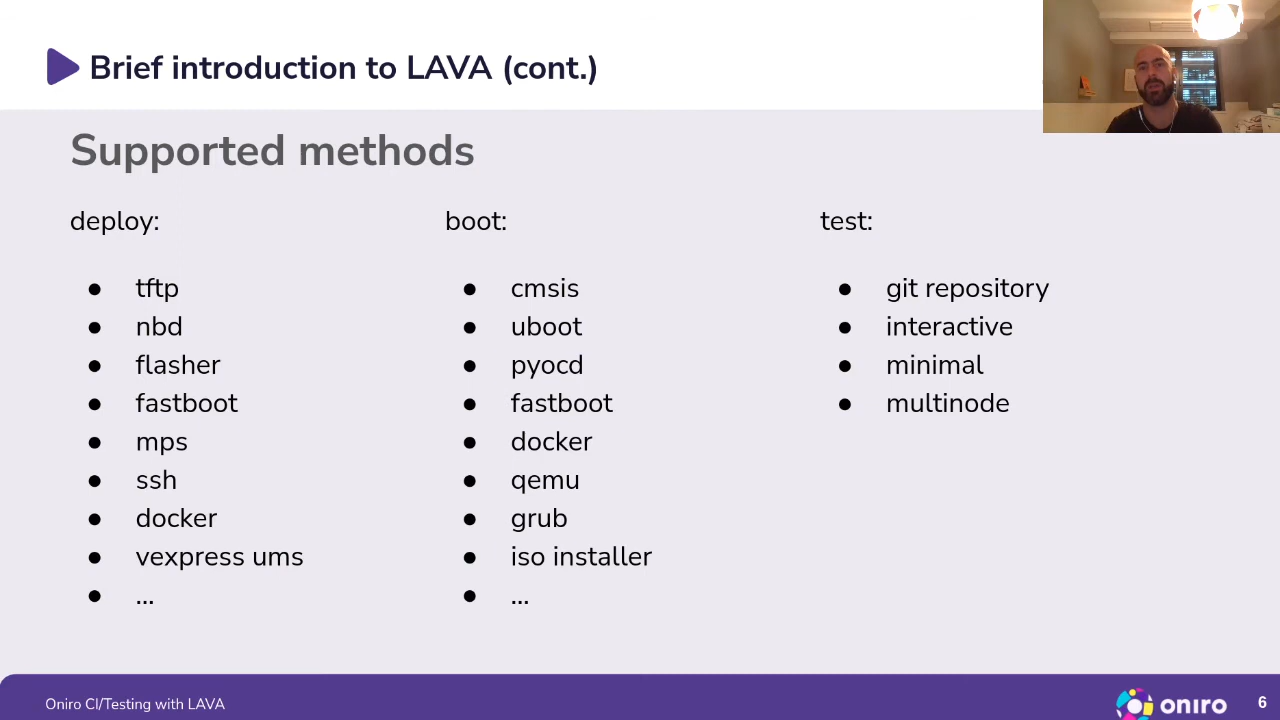 Brief introduction to LAVA (cont.)
Supported methods
deploy:
● tftp
● nbd
● flasher
● fastboot
● mps
● ssh
● docker
● vexpress ums
● ...
boot:
● cmsis
● uboot
● pyocd
● fastboot
● docker
● qemu
● grub
● iso installer
● ...
test:
● git repository
● interactive
● minimal
● multinode
Oniro CI/Testing with LAVA
oniro
6